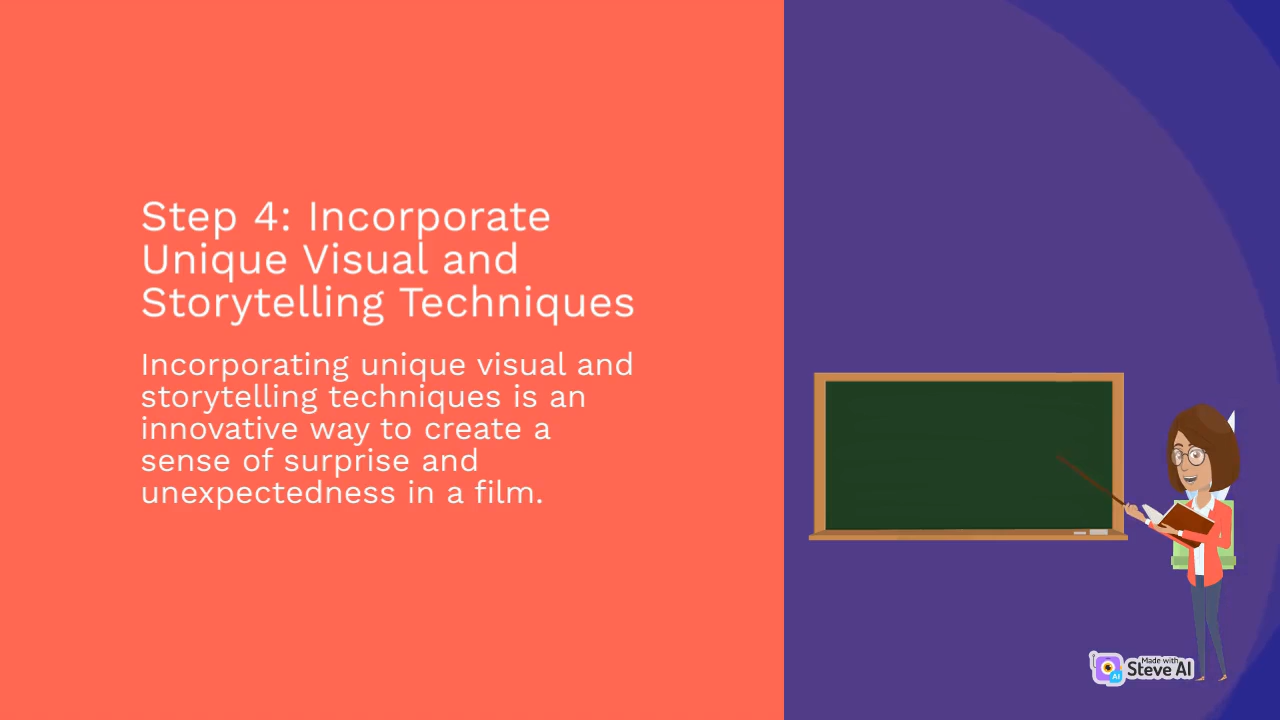 Step 4: Incorporate
Unique Visual and
Storytelling Techniques
Incorporating unique visual and
storytelling techniques is an
innovative way to create a
sense of surprise and
unexpectedness in a film.
Made with
Steve AI
AI